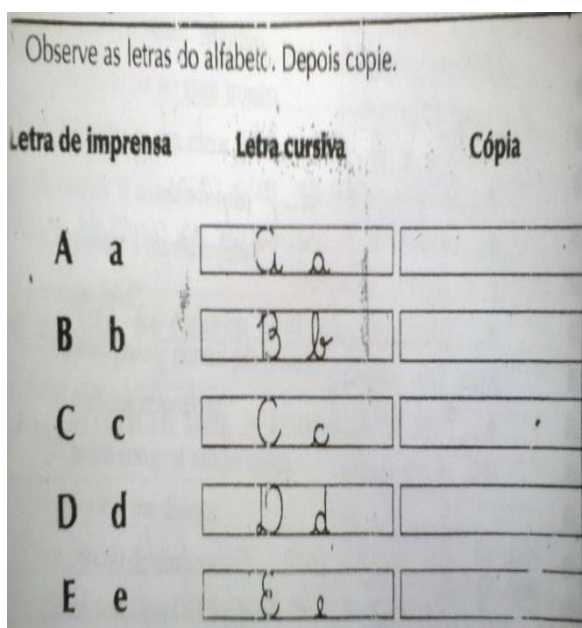 Observe as letras do alfabeto. Depois copie.
Letra de imprensa Letra cursiva Cópia
A a A a
B b B b
C c C c
D d D d
E e E e